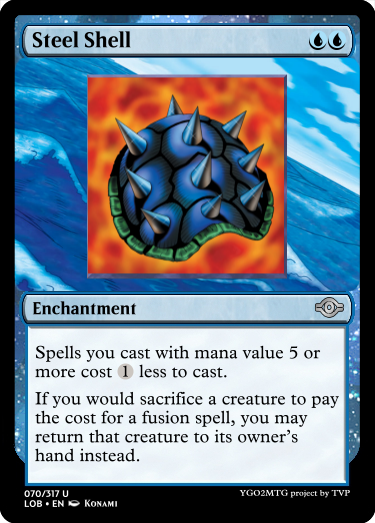 Steel Shell
Enchantment
Spells you cast with mana value 5 or
more cost 1 less to cast.
If you would sacrifice a creature to pay
the cost for a fusion spell, you may
return that creature to its owner's
hand instead.
070/317 U
LOB • EN Konami
YGO2MTG project by TVP